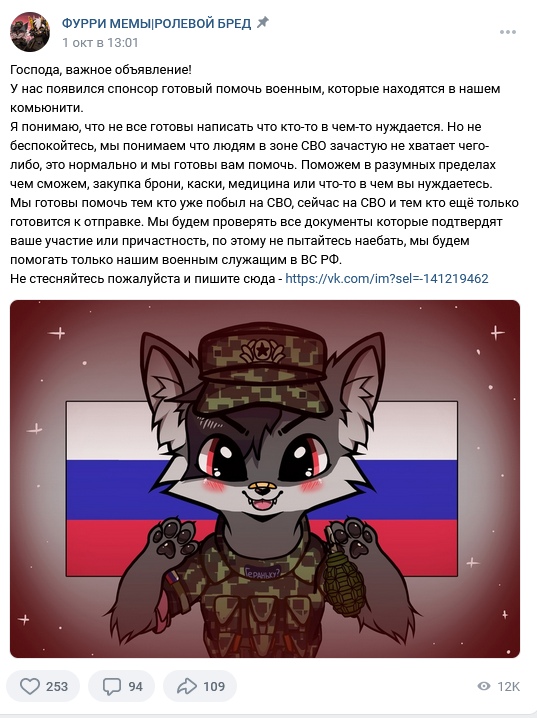 ФУРРИ МЕМЫ|РОЛЕВОЙ БРЕД
1 окт в 13:01
Господа, важное объявление!
У нас появился спонсор готовый помочь военным, которые находятся в нашем
комьюнити.
Я понимаю, что не все готовы написать что кто-то в чем-то нуждается. Но не
беспокойтесь, мы понимаем что людям в зоне СВО зачастую не хватает чего-
либо, это нормально и мы готовы вам помочь. Поможем в разумных пределах
чем сможем, закупка брони, каски, медицина или что-то в чем вы нуждаетесь.
Мы готовы помочь тем кто уже побыл на СВО, сейчас на СВО и тем кто ещё только
готовится к отправке. Мы будем проверять все документы которые подтвердят
ваше участие или причастность, по этому не пытайтесь наебать, мы будем
помогать только нашим военным служащим в ВС РФ.
Не стесняйтесь пожалуйста и пишите сюда - https://vk.com/im?sel=-141219462
253
94
109
12K